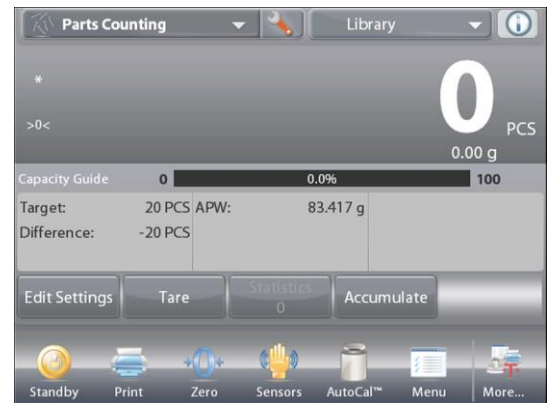 Parts Counting
Library
*
0
>0<
PCS
0.00 g
Capacity Guide 0 0.0% 100
Target: 20 PCS APW: 83.417 g
Difference: -20 PCS
Edit Settings Tare Statistics Accumulate
0
Standby Print Zero Sensors AutoCal™ Menu More...